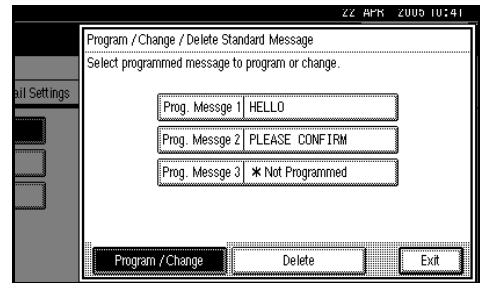 22 APR 2005 10:41
Program / Change / Delete Standard Message
Select programmed message to program or change.
ail Settings
Prog. Messge 1 HELLO
Prog. Messge 2 PLEASE CONFIRM
Prog. Messge 3 * Not Programmed
Program / Change Delete Exit